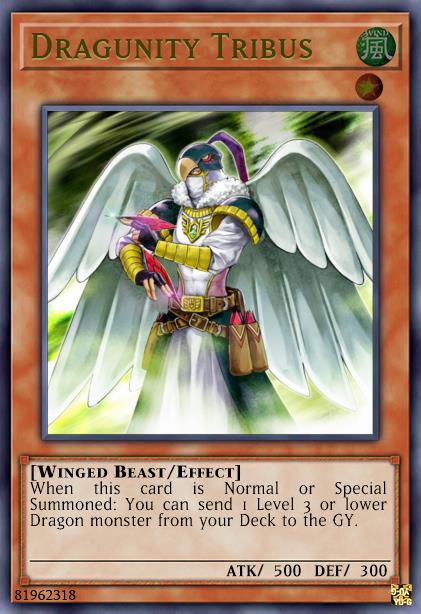 DRAGUNITY TRIBUS
WIND
風
[WINGED BEAST/EFFECT]
When this card is Normal or Special
Summoned: You can send 1 Level 3 or lower
Dragon monster from your Deck to the GY.
ATK/ 500 DEF/ 300
81962318